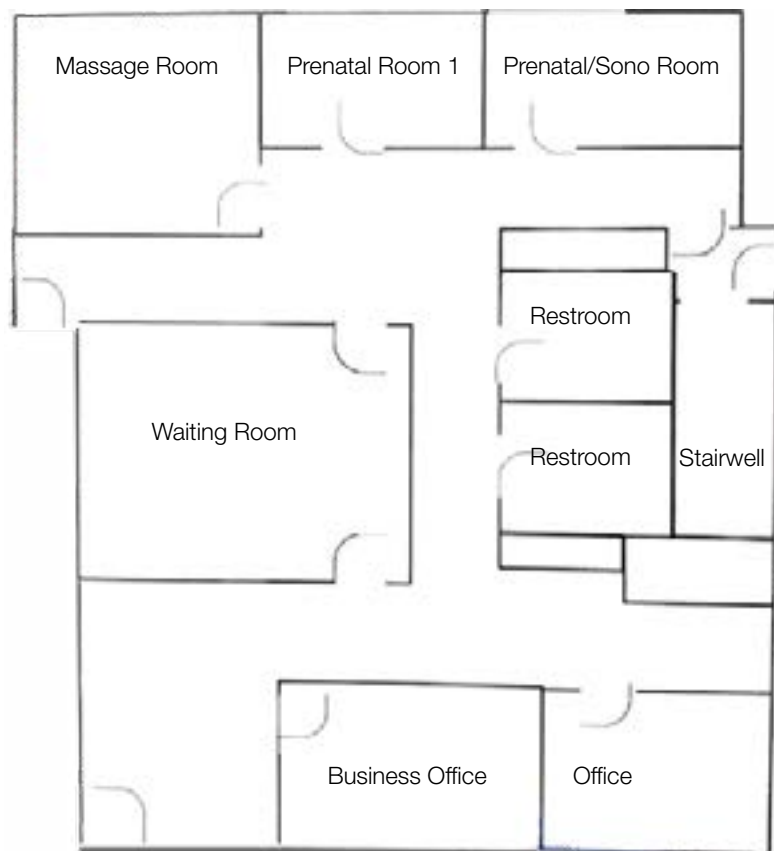 Massage Room
Prenatal Room 1
Prenatal/Sono Room
Restroom
Waiting Room
Restroom
Stairwell
Business Office
Office